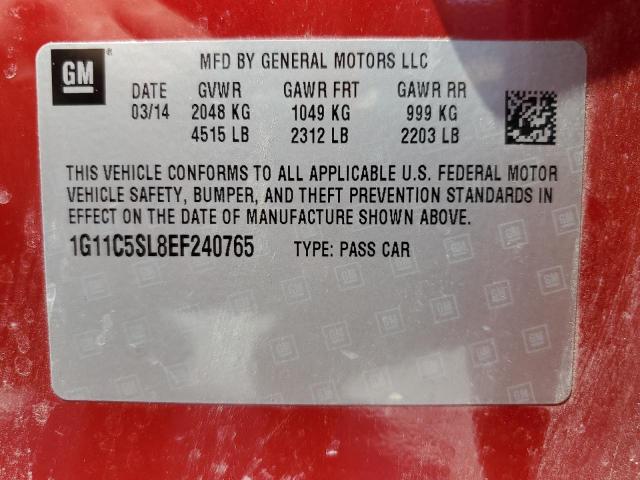 GM
MFD BY GENERAL MOTORS LLC
DATE GVWR GAWR FRT GAWR RR
03/14 2048 KG 1049 KG 999 KG
4515 LB 2312 LB 2203 LB
THIS VEHICLE CONFORMS TO ALL APPLICABLE U.S. FEDERAL MOTOR
VEHICLE SAFETY, BUMPER, AND THEFT PREVENTION STANDARDS IN
EFFECT ON THE DATE OF MANUFACTURE SHOWN ABOVE.
1G11C5SL8EF240765 TYPE: PASS CAR